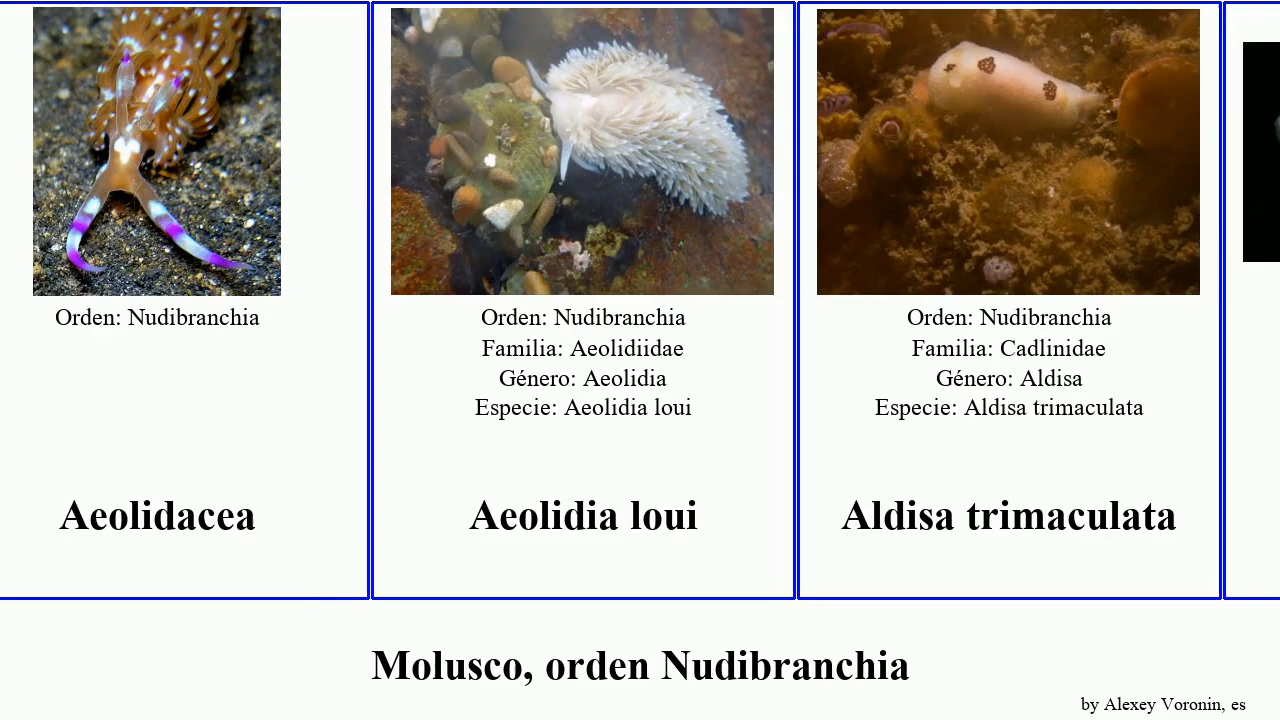 Orden: Nudibranchia
Aeolidacea
Orden: Nudibranchia
Familia: Aeolidiidae
Género: Aeolidia
Especie: Aeolidia loui
Aeolidia loui
Orden: Nudibranchia
Familia: Cadlinidae
Género: Aldisa
Especie: Aldisa trimaculata
Aldisa trimaculata
Molusco, orden Nudibranchia
by Alexey Voronin, es